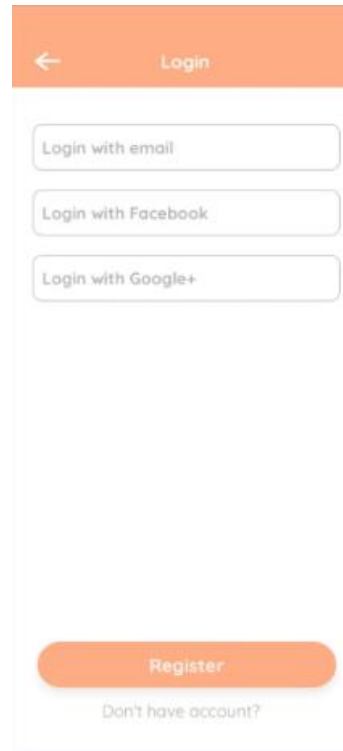 Login
Login with email
Login with Facebook
Login with Google+
Register
Don't have account?